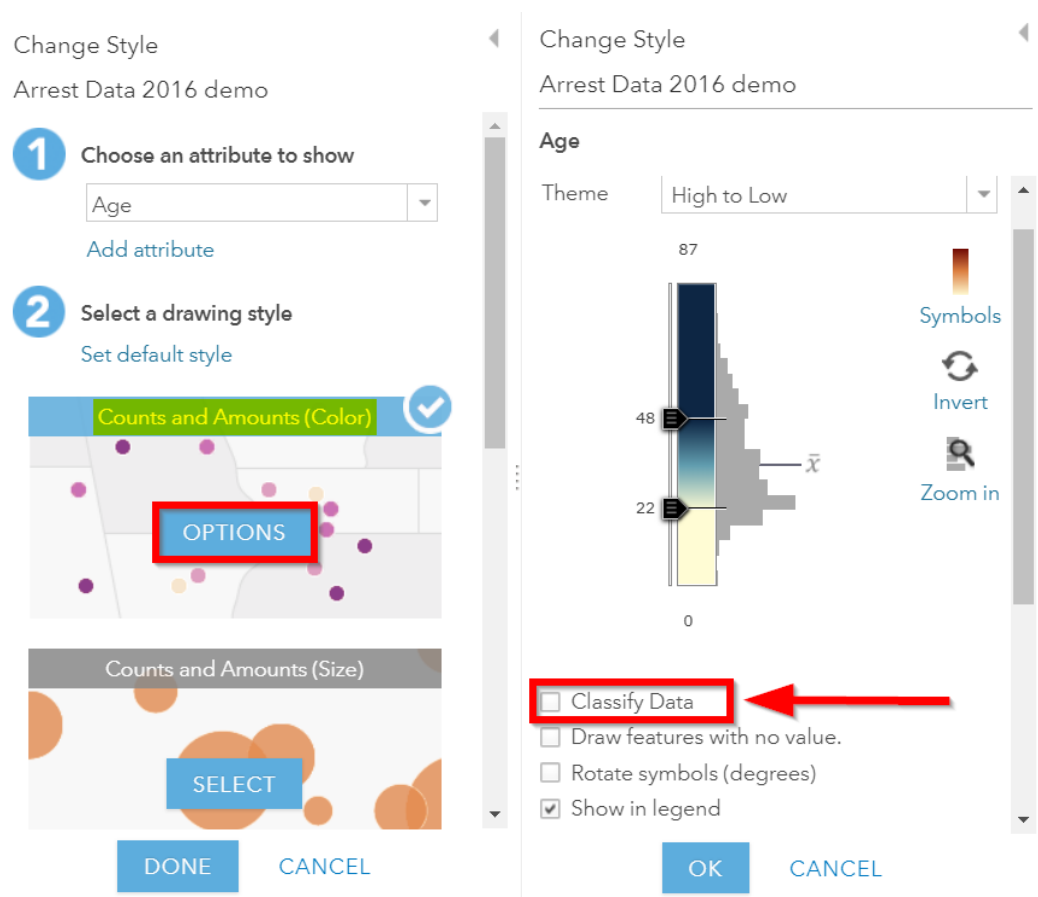 Change Style
Arrest Data 2016 demo
1 Choose an attribute to show
Age
Add attribute
2 Select a drawing style
Set default style
Counts and Amounts (Color)
OPTIONS
Counts and Amounts (Size)
SELECT
DONE CANCEL
Change Style
Arrest Data 2016 demo
Age
Theme High to Low
87
Symbols
Invert
48
x̄
Zoom in
22
0
Classify Data
Draw features with no value.
Rotate symbols (degrees)
Show in legend
OK CANCEL